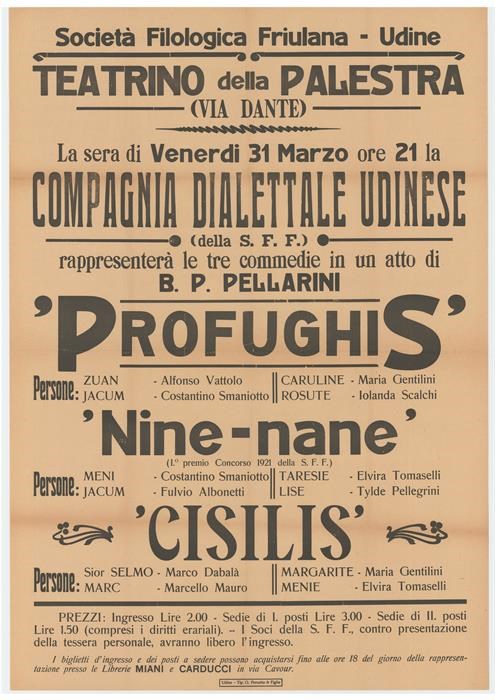 Società Filologica Friulana - Udine
TEATRINO della PALESTRA
(VIA DANTE)
La sera di Venerdi 31 Marzo ore 21 la
COMPAGNIA DIALETTALE UDINESE
(della S. F. F.)
rappresenterà le tre commedie in un atto di
B. P. PELLARINI
'PROFUGHIS'
Persone: ZUAN - Alfonso Vattolo CARULINE - Maria Gentilini
JACUM - Costantino Smaniotto ROSUTE - Iolanda Scalchi
'Nine-nane'
(I.º premio Concorso 1921 della S. F. F.)
Persone: MENI - Costantino Smaniotto TARESIE - Elvira Tomaselli
JACUM - Fulvio Albonetti LISE - Tylde Pellegrini
'CISILIS'
Persone: Sior SELMO - Marco Dabalà MARGARITE - Maria Gentilini
MARC - Marcello Mauro MENIE - Elvira Tomaselli
PREZZI: Ingresso Lire 2.00 - Sedie di I. posti Lire 3.00 - Sedie di II. posti
Lire 1.50 (compresi i diritti erariali). -- I Soci della S. F. F., contro presentazione
della tessera personale, avranno libero l'ingresso.
I biglietti d'ingresso e dei posti a sedere possono acquistarsi fino alle ore 18 del giorno della rappresen-
tazione presso le Librerie MIANI e CARDUCCI in via Cavour.
Udine - Tip. D.